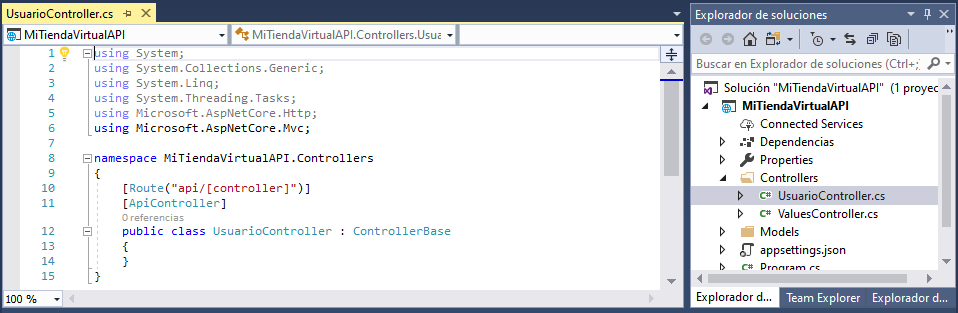 UsuarioController.cs
MiTiendaVirtualAPI
MiTiendaVirtualAPI.Controllers.Usua
1 using System;
2 using System.Collections.Generic;
3 using System.Linq;
4 using System.Threading.Tasks;
5 using Microsoft.AspNetCore.Http;
6 using Microsoft.AspNetCore.Mvc;
7
8 namespace MiTiendaVirtualAPI.Controllers
9 {
10 [Route("api/[controller]")]
11 [ApiController]
0 referencias
12 public class UsuarioController : ControllerBase
13 {
14 }
15 }
100 %
Explorador de soluciones
Buscar en Explorador de soluciones (Ctrl+;)
Solución "MiTiendaVirtualAPI" (1 proyec
MiTiendaVirtualAPI
Connected Services
Dependencias
Properties
Controllers
C# UsuarioController.cs
C# ValuesController.cs
Models
appsettings.json
C# Program.cs
Explorador d... Team Explorer Explorador d...